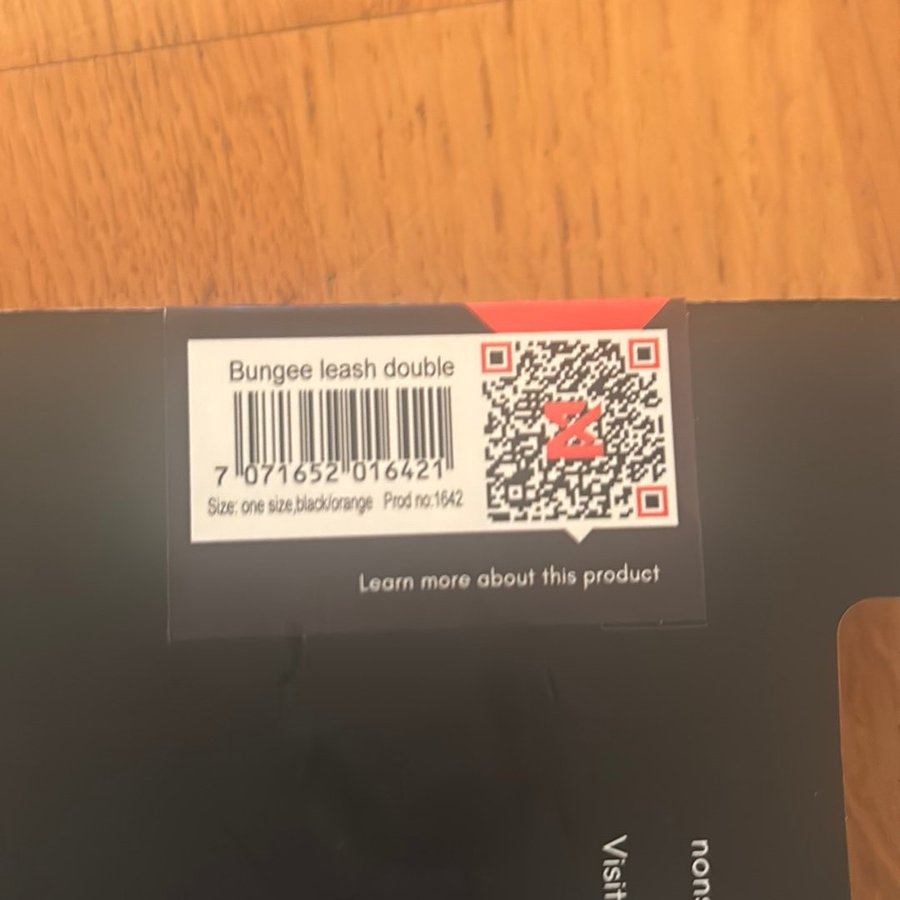 Bungee leash double
7 071652 016421
Size: one size,black/orange Prod no:1642
Learn more about this product
Visit
nons